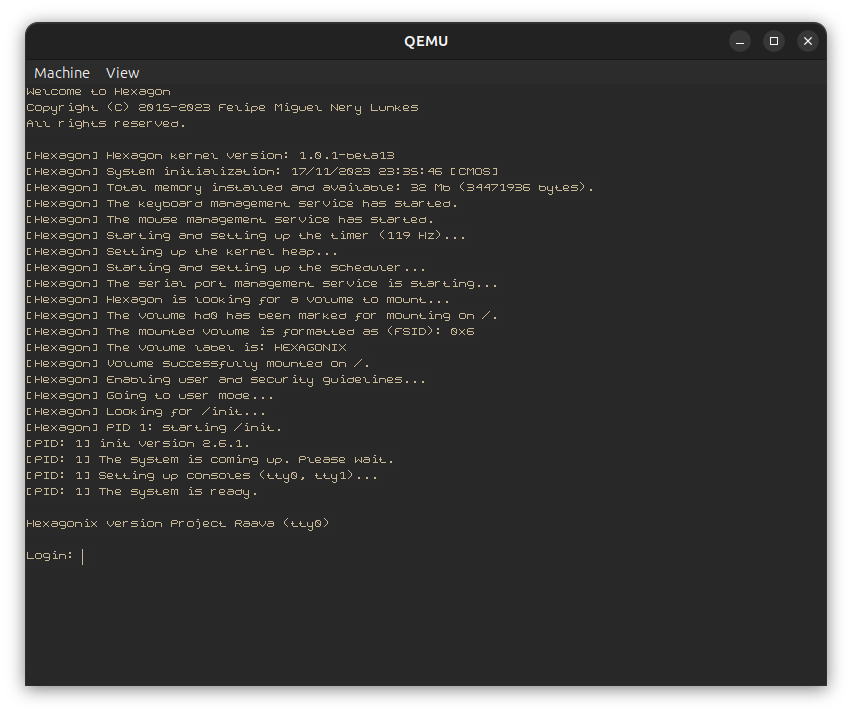 QEMU
Machine View
Welcome to Hexagon
Copyright (C) 2015-2023 Felipe Miguel Nery Lunkes
All rights reserved.
[Hexagon] Hexagon kernel version: 1.0.1-beta13
[Hexagon] System initialization: 17/11/2023 23:35:46 [CMOS]
[Hexagon] Total memory installed and available: 32 Mb (34471936 bytes).
[Hexagon] The keyboard management service has started.
[Hexagon] The mouse management service has started.
[Hexagon] Starting and setting up the timer (119 Hz)...
[Hexagon] Setting up the kernel heap...
[Hexagon] Starting and setting up the scheduler...
[Hexagon] The serial port management service is starting...
[Hexagon] Hexagon is looking for a volume to mount...
[Hexagon] The volume hd0 has been marked for mounting on /.
[Hexagon] The mounted volume is formatted as (FSID): 0x6
[Hexagon] The volume label is: HEXAGONIX
[Hexagon] Volume successfully mounted on /.
[Hexagon] Enabling user and security guidelines...
[Hexagon] Going to user mode...
[Hexagon] Looking for /init...
[Hexagon] PID 1: starting /init.
[PID: 1] init version 2.6.1.
[PID: 1] The system is coming up. Please wait.
[PID: 1] Setting up consoles (tty0, tty1)...
[PID: 1] The system is ready.
Hexagonix version Project Raava (tty0)
Login: